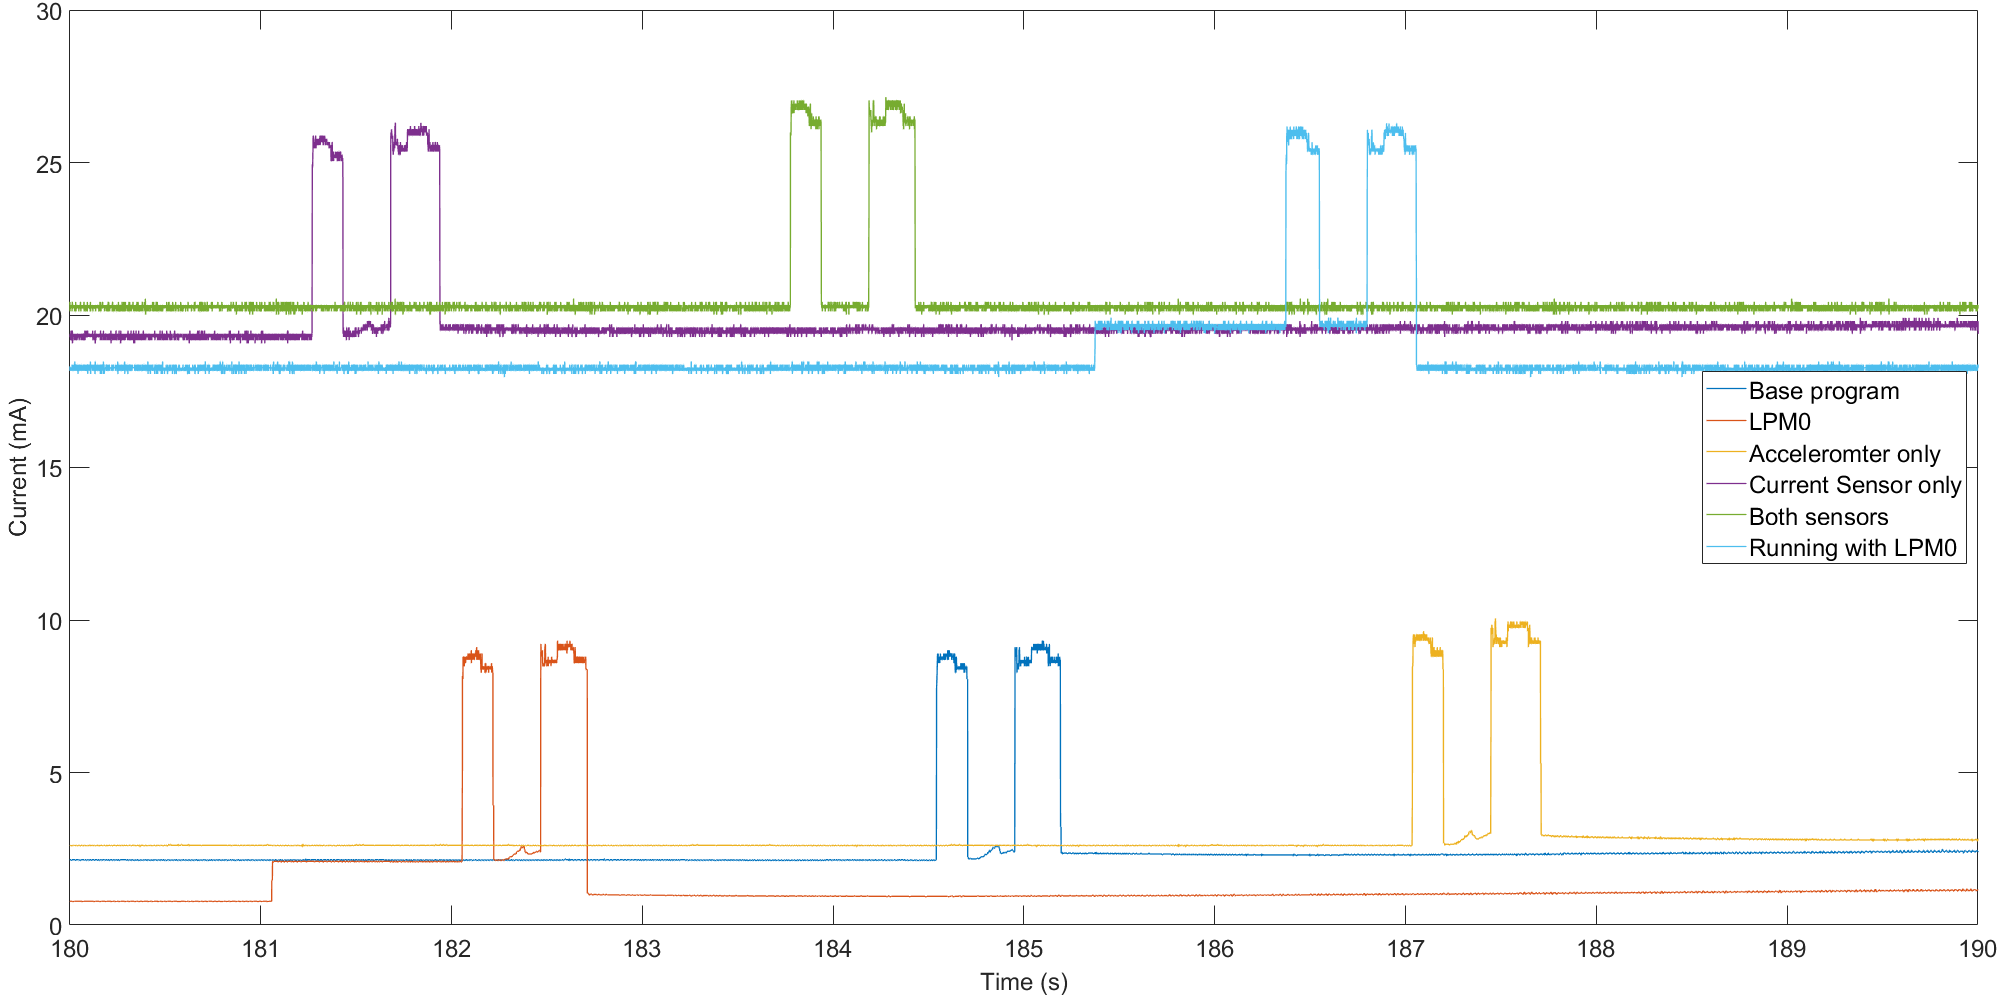 30
25
20
15
10
5
0
Current (mA)
Base program
LPM0
Acceleromter only
Current Sensor only
Both sensors
Running with LPM0
180 181 182 183 184 185 186 187 188 189 190
Time (s)